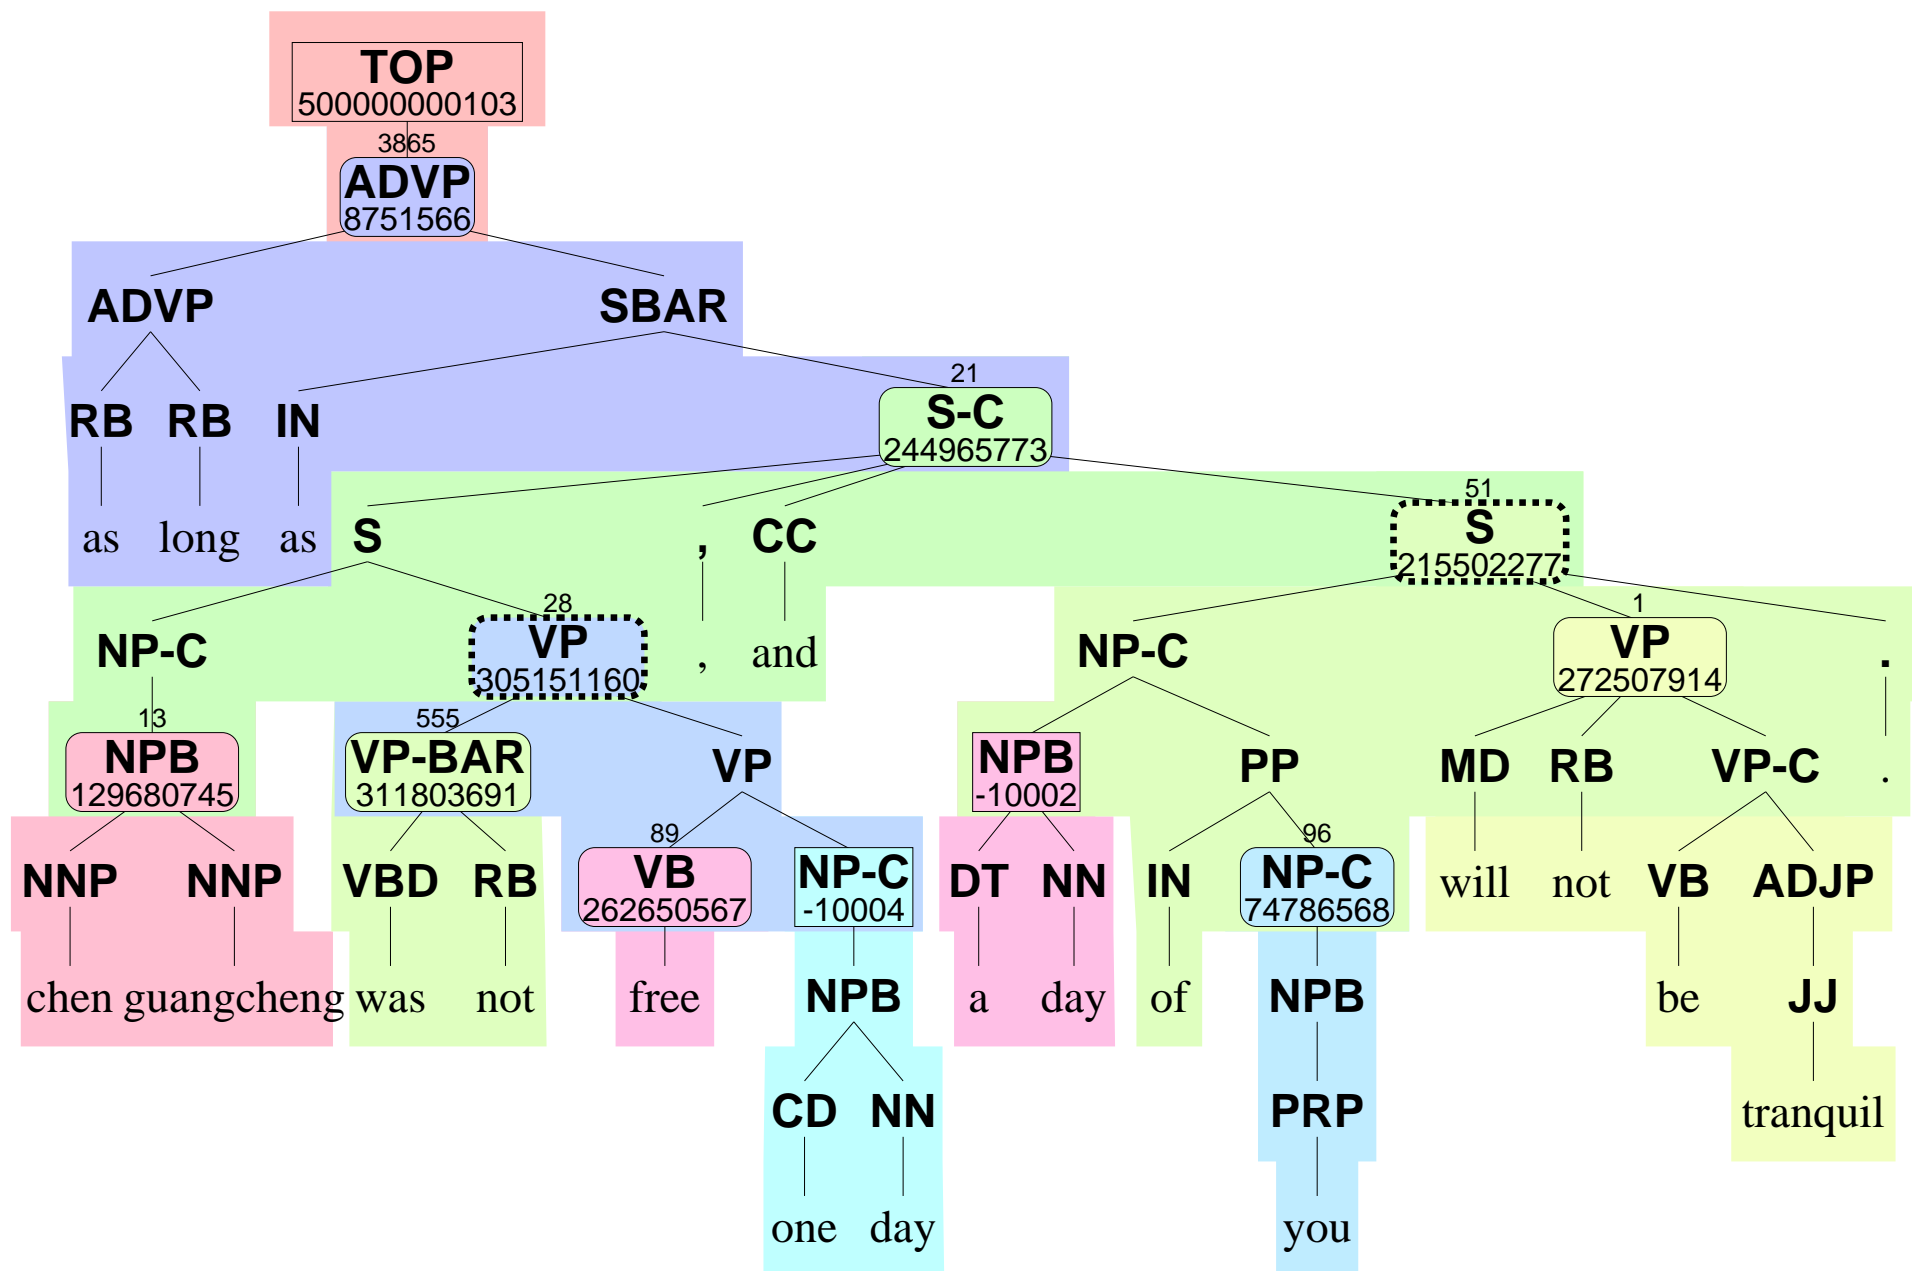 TOP
500000000103
3865
ADVP
8751566
ADVP SBAR
21
RB RB IN S-C
244965773
51
as long as S , CC S
215502277
28 1
NP-C VP , and NP-C VP .
305151160 272507914
13 555
NPB VP-BAR VP NPB PP MD RB VP-C .
129680745 311803691 -10002
89 96
NNP NNP VBD RB VB NP-C DT NN IN NP-C will not VB ADJP
262650567 -10004 74786568
chen guangcheng was not free NPB a day of NPB be JJ
CD NN PRP tranquil
one day you